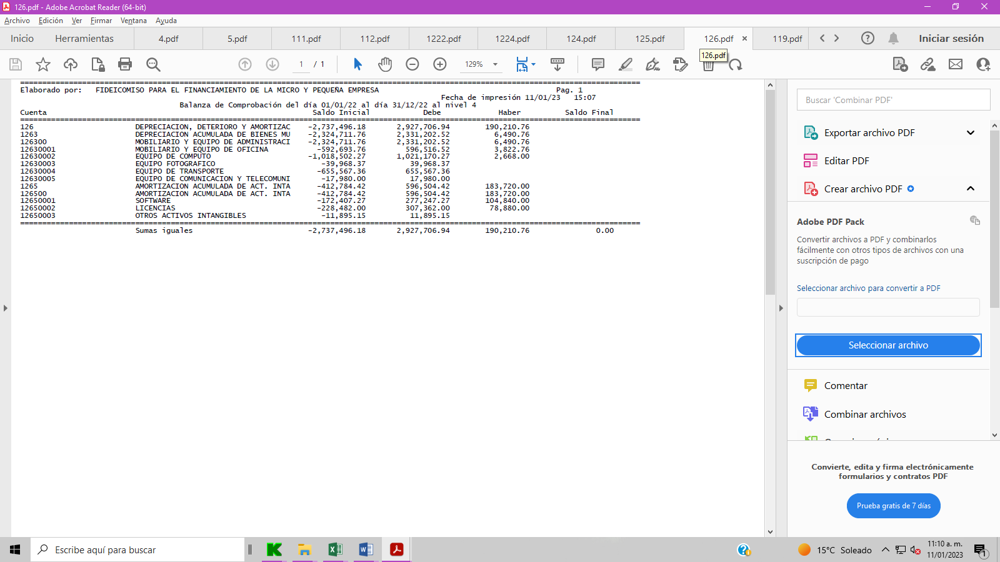 126.pdf - Adobe Acrobat Reader (64-bit)
Archivo Edición Ver Firmar Ventana Ayuda
Inicio Herramientas 4.pdf 5.pdf 111.pdf 112.pdf 1222.pdf 1224.pdf 124.pdf 125.pdf 126.pdf 119.pdf Iniciar sesión
126.pdf
1 / 1 129%
Elaborado por: FIDEICOMISO PARA EL FINANCIAMIENTO DE LA MICRO Y PEQUEÑA EMPRESA Pag. 1
Fecha de impresión 11/01/23 15:07
Balanza de Comprobación del día 01/01/22 al día 31/12/22 al nivel 4
Cuenta Saldo Inicial Debe Haber Saldo Final
126 DEPRECIACION, DETERIORO Y AMORTIZAC -2,737,496.18 2,927,706.94 190,210.76
1263 DEPRECIACION ACUMULADA DE BIENES MU -2,324,711.76 2,331,202.52 6,490.76
126300 MOBILIARIO Y EQUIPO DE ADMINISTRACI -2,324,711.76 2,331,202.52 6,490.76
12630001 MOBILIARIO Y EQUIPO DE OFICINA -592,693.76 596,516.52 3,822.76
12630002 EQUIPO DE COMPUTO -1,018,502.27 1,021,170.27 2,668.00
12630003 EQUIPO FOTOGRAFICO -39,968.37 39,968.37
12630004 EQUIPO DE TRANSPORTE -655,567.36 655,567.36
12630005 EQUIPO DE COMUNICACION Y TELECOMUNI -17,980.00 17,980.00
1265 AMORTIZACION ACUMULADA DE ACT. INTA -412,784.42 596,504.42 183,720.00
126500 AMORTIZACION ACUMULADA DE ACT. INTA -412,784.42 596,504.42 183,720.00
12650001 SOFTWARE -172,407.27 277,247.27 104,840.00
12650002 LICENCIAS -228,482.00 307,362.00 78,880.00
12650003 OTROS ACTIVOS INTANGIBLES -11,895.15 11,895.15
Sumas iguales -2,737,496.18 2,927,706.94 190,210.76 0.00
Buscar 'Combinar PDF'
Exportar archivo PDF
Editar PDF
Crear archivo PDF
Adobe PDF Pack
Convertir archivos a PDF y combinarlos
fácilmente con otros tipos de archivos con una
suscripción de pago
Seleccionar archivo para convertir a PDF
Seleccionar archivo
Comentar
Combinar archivos
Convierte, edita y firma electrónicamente
formularios y contratos PDF
Prueba gratis de 7 días
Escribe aquí para buscar
15°C Soleado
11:10 a. m.
11/01/2023
1